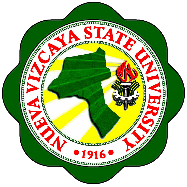 NUEVA VIZCAYA STATE UNIVERSITY
• 1916 •